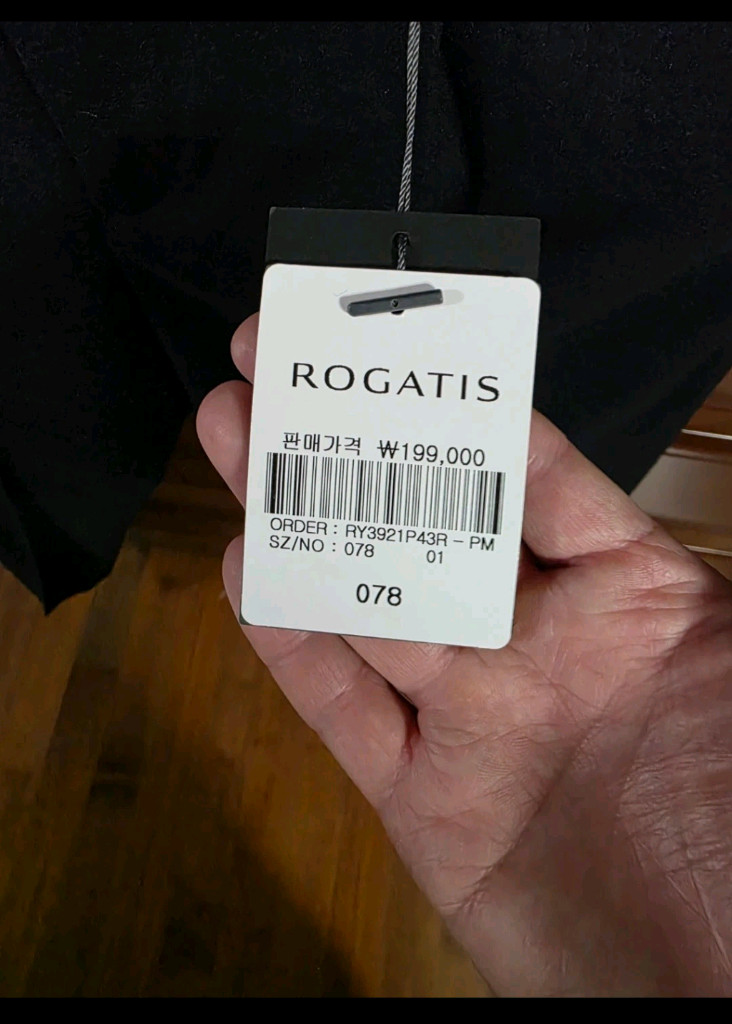 ROGATIS
판매가격 ₩199,000
ORDER : RY3921P43R - PM
SZ/NO : 078 01
078